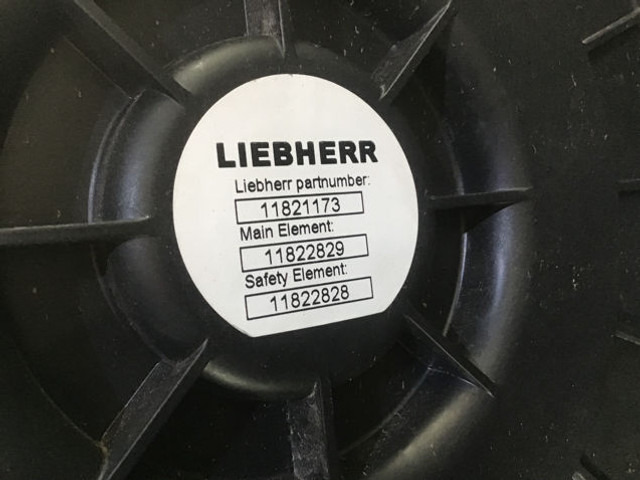 LIEBHERR
Liebherr partnumber:
11821173
Main Element:
11822829
Safety Element:
11822828